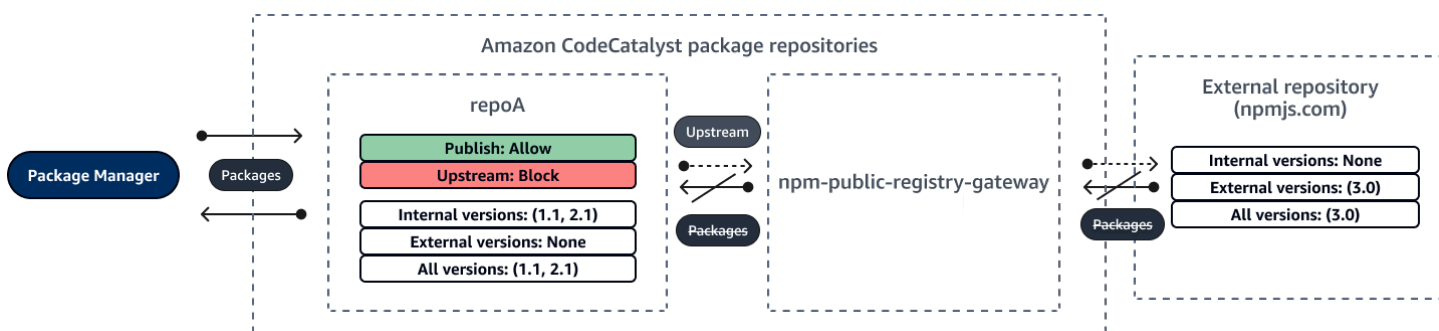 Amazon CodeCatalyst package repositories
Package Manager
Packages
repoA
Publish: Allow
Upstream: Block
Internal versions: (1.1, 2.1)
External versions: None
All versions: (1.1, 2.1)
Upstream
Packages
npm-public-registry-gateway
Packages
External repository
(npmjs.com)
Internal versions: None
External versions: (3.0)
All versions: (3.0)